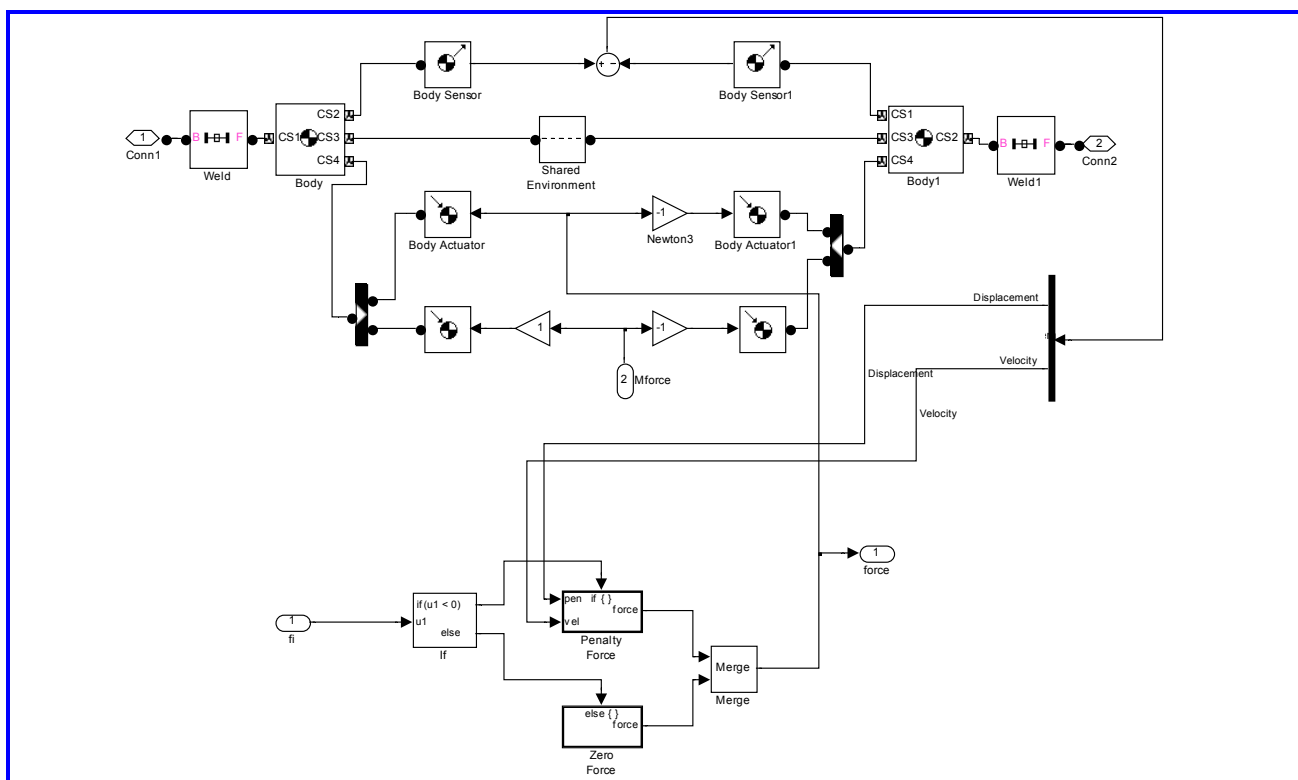 + -
Body Sensor
Body Sensor1
1
Conn1
B F
Weld
CS1
CS2
CS3
CS4
Body
Shared
Environment
CS1
CS3
CS4
CS2
Body1
B F
Weld1
2
Conn2
Body Actuator
-1
Newton3
Body Actuator1
1
-1
2
Mforce
Displacement
Velocity
Displacement
Velocity
1
force
1
fi
if(u1 < 0)
u1
else
If
pen
if { }
force
vel
Penalty
Force
Merge
Merge
else { }
force
Zero
Force